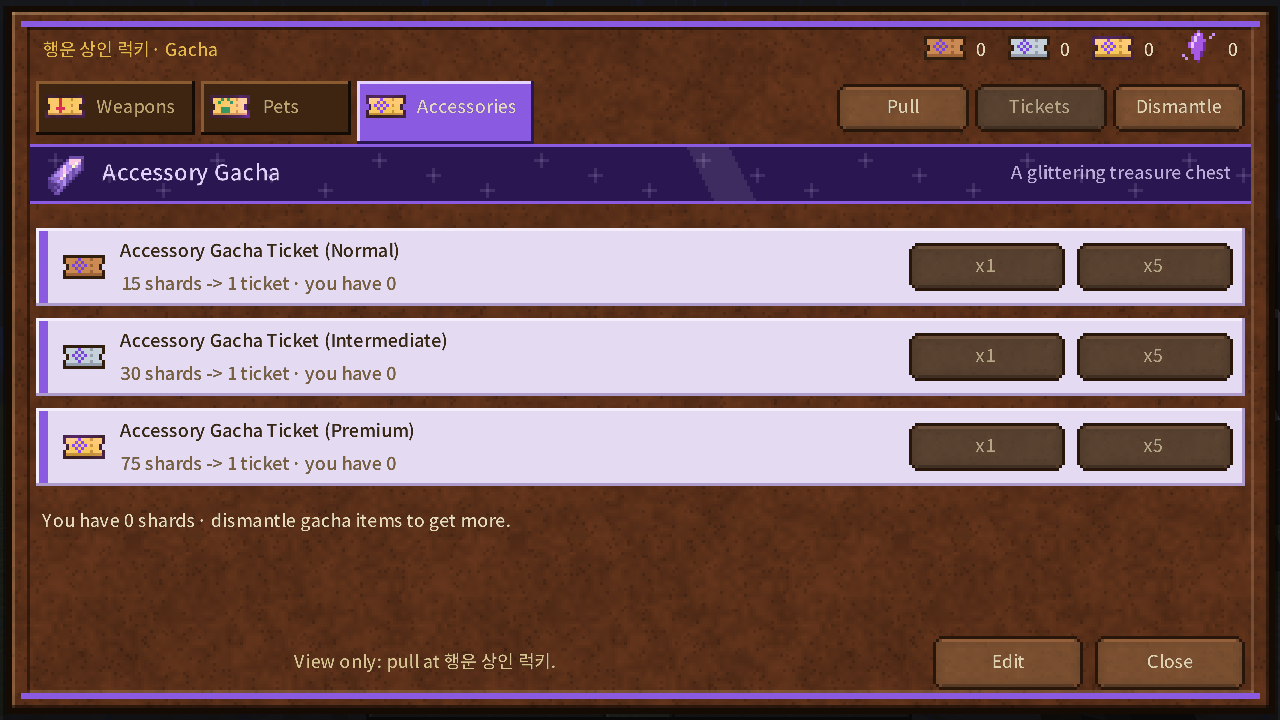 행운 상인 럭키 · Gacha
0 0 0 0
Weapons Pets Accessories Pull Tickets Dismantle
Accessory Gacha A glittering treasure chest
Accessory Gacha Ticket (Normal)
15 shards -> 1 ticket · you have 0
x1 x5
Accessory Gacha Ticket (Intermediate)
30 shards -> 1 ticket · you have 0
x1 x5
Accessory Gacha Ticket (Premium)
75 shards -> 1 ticket · you have 0
x1 x5
You have 0 shards · dismantle gacha items to get more.
View only: pull at 행운 상인 럭키.
Edit Close